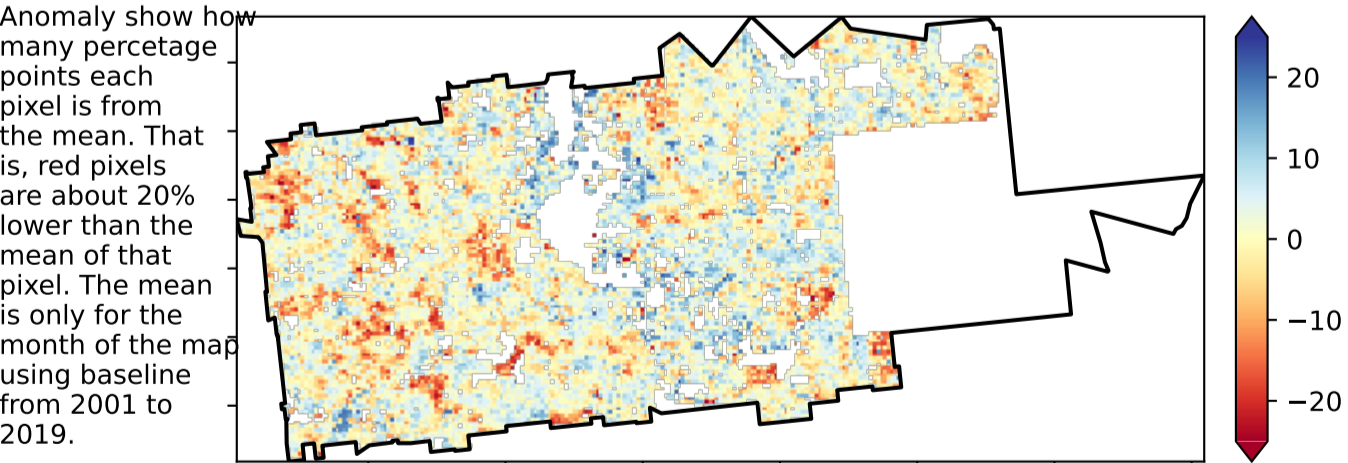 Anomaly show how
many percetage
points each
pixel is from
the mean. That
is, red pixels
are about 20%
lower than the
mean of that
pixel. The mean
is only for the
month of the map
using baseline
from 2001 to
2019.
20
10
0
−10
−20